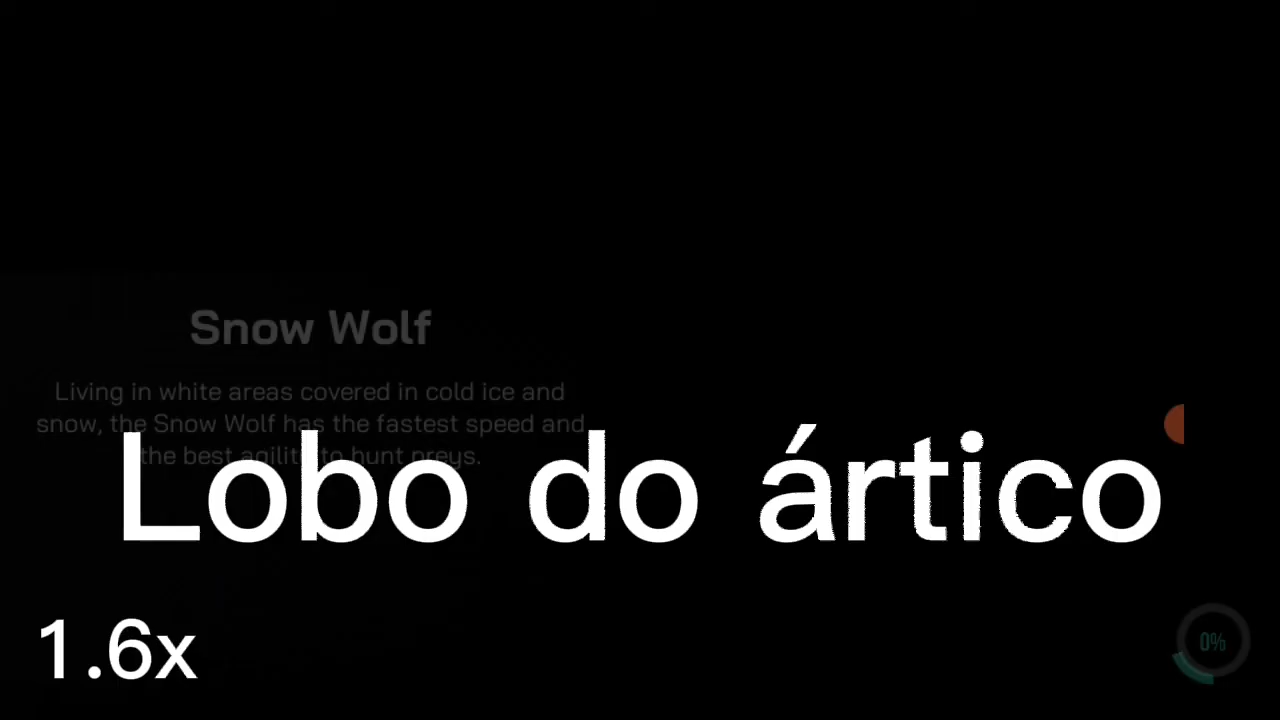 Snow Wolf
Living in white areas covered in cold ice and
snow, the Snow Wolf has the fastest speed and
the best agility to hunt preys.
Lobo do ártico
1.6x
0%